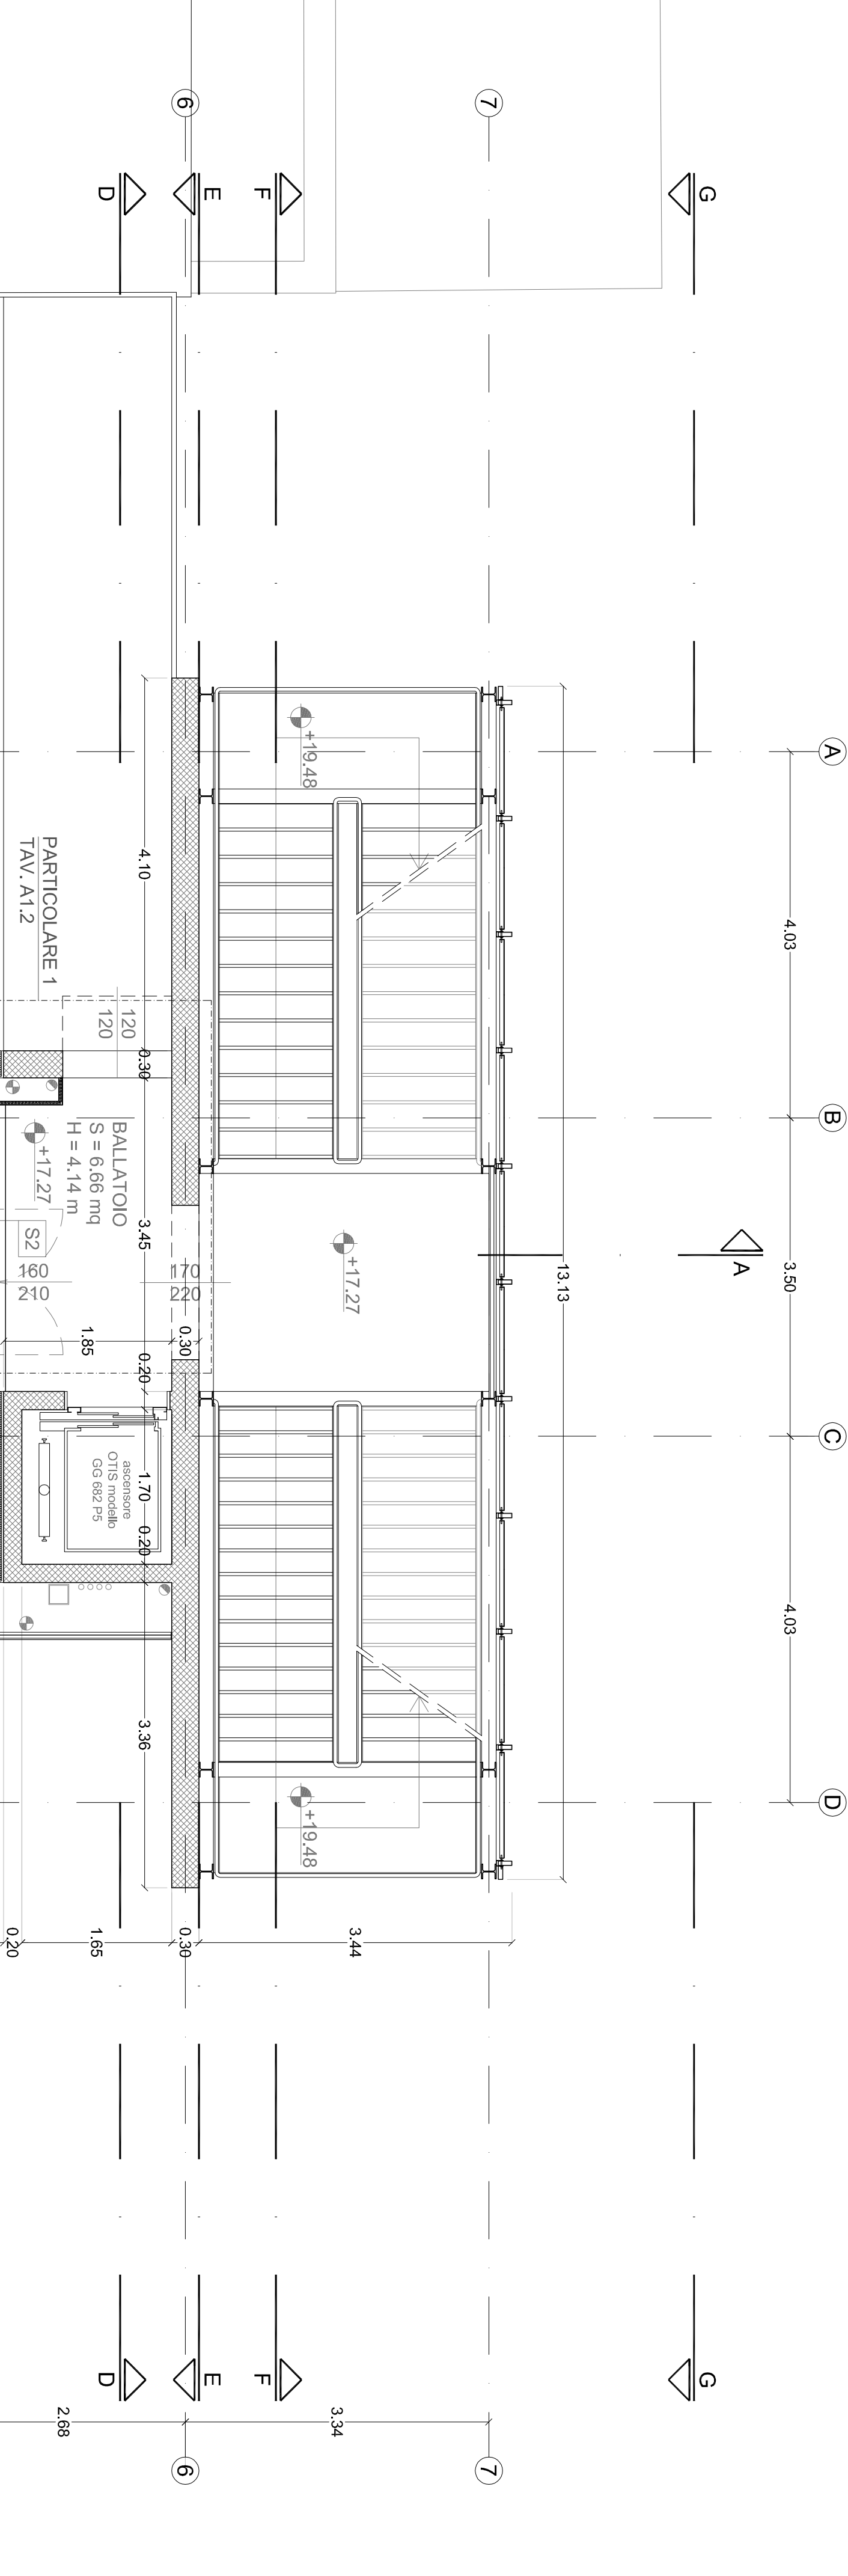 6
7
D
E
F
G
+19.48
A
4.10
4.03
PARTICOLARE 1
TAV. A1.2
120
120
0.30
B
BALLATOIO
S = 6.66 mq
H = 4.14 m
+17.27
S2
160
210
3.45
170
220
+17.27
A
13.13
3.50
1.85
0.30
0.20
C
ascensore
OTIS modello
GG 682 P5
1.70
0.20
4.03
3.36
+19.48
D
0.20
1.65
0.30
3.44
D
E
F
G
2.68
3.34
6
7